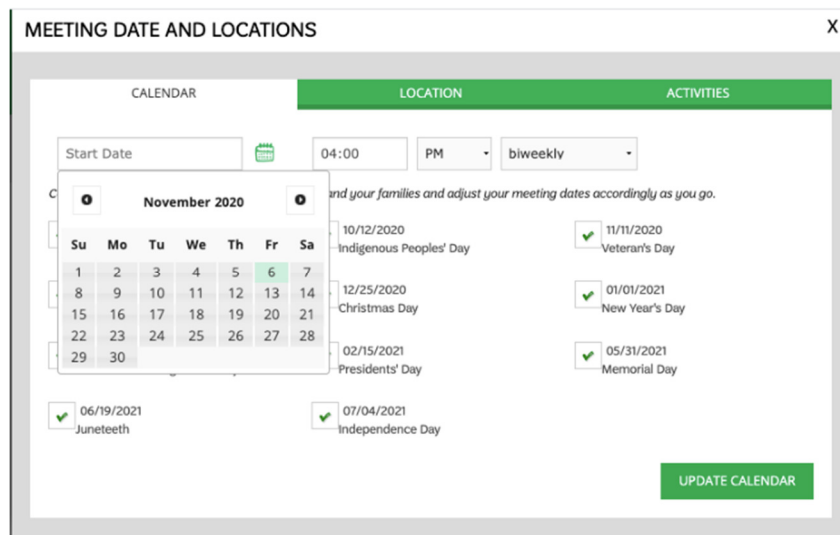 MEETING DATE AND LOCATIONS X
CALENDAR LOCATION ACTIVITIES
Start Date 04:00 PM biweekly
and your families and adjust your meeting dates accordingly as you go.
November 2020
Su Mo Tu We Th Fr Sa
1 2 3 4 5 6 7
8 9 10 11 12 13 14
15 16 17 18 19 20 21
22 23 24 25 26 27 28
29 30
10/12/2020
Indigenous Peoples' Day
11/11/2020
Veteran's Day
12/25/2020
Christmas Day
01/01/2021
New Year's Day
02/15/2021
Presidents' Day
05/31/2021
Memorial Day
06/19/2021
Juneteeth
07/04/2021
Independence Day
UPDATE CALENDAR